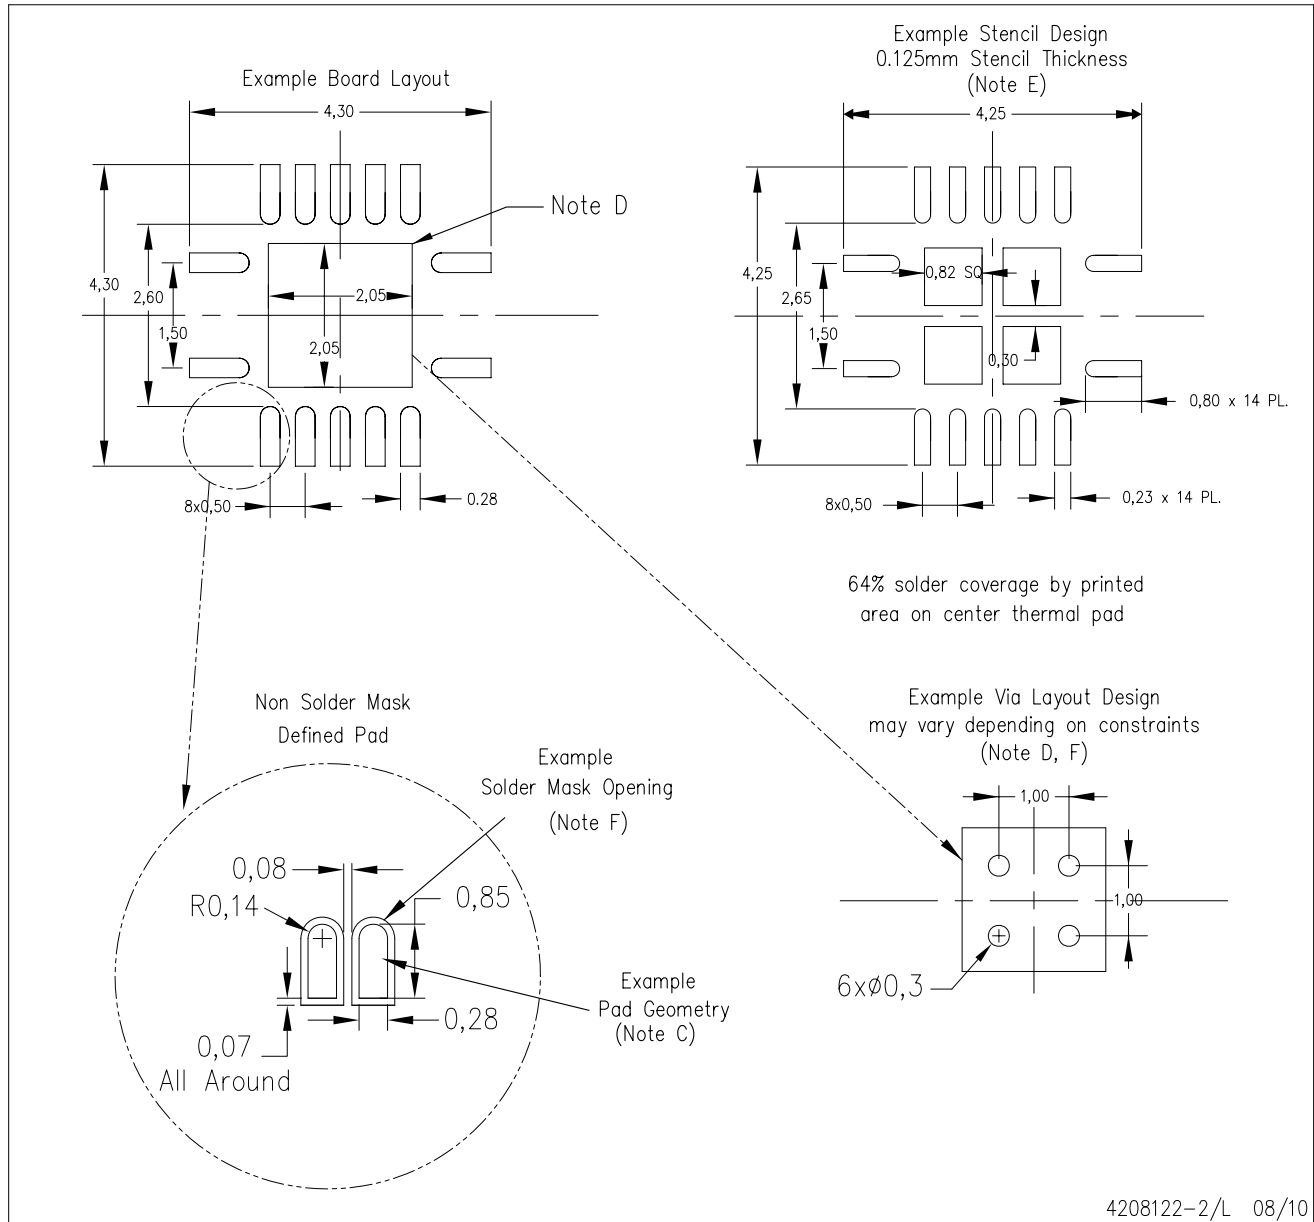 Example Board Layout
4,30
4,30
2,60
1,50
2,05
2,05
Note D
8x0,50
0.28
Example Stencil Design
0.125mm Stencil Thickness
(Note E)
4,25
4,25
2,65
1,50
0,82 SQ
0,30
0,80 x 14 PL.
8x0,50
0,23 x 14 PL.
64% solder coverage by printed
area on center thermal pad
Non Solder Mask
Defined Pad
Example
Solder Mask Opening
(Note F)
0,08
R0,14
0,85
0,28
0,07
All Around
Example
Pad Geometry
(Note C)
Example Via Layout Design
may vary depending on constraints
(Note D, F)
1,00
1,00
6xø0,3
4208122-2/L 08/10